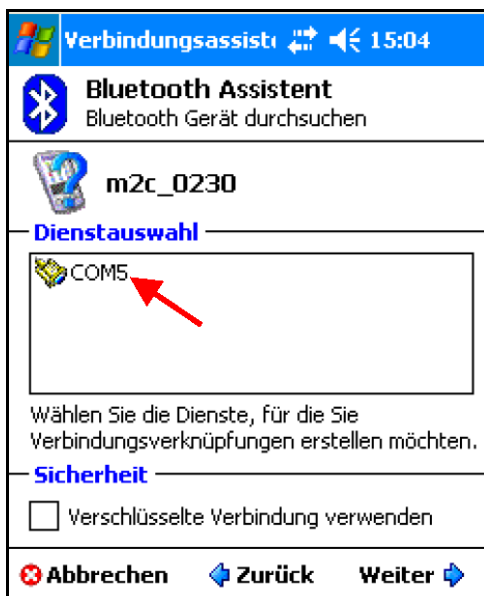 Verbindungsassiste 15:04
Bluetooth Assistent
Bluetooth Gerät durchsuchen
m2c_0230
Dienstauswahl
COM5
Wählen Sie die Dienste, für die Sie
Verbindungsverknüpfungen erstellen möchten.
Sicherheit
Verschlüsselte Verbindung verwenden
Abbrechen Zurück Weiter